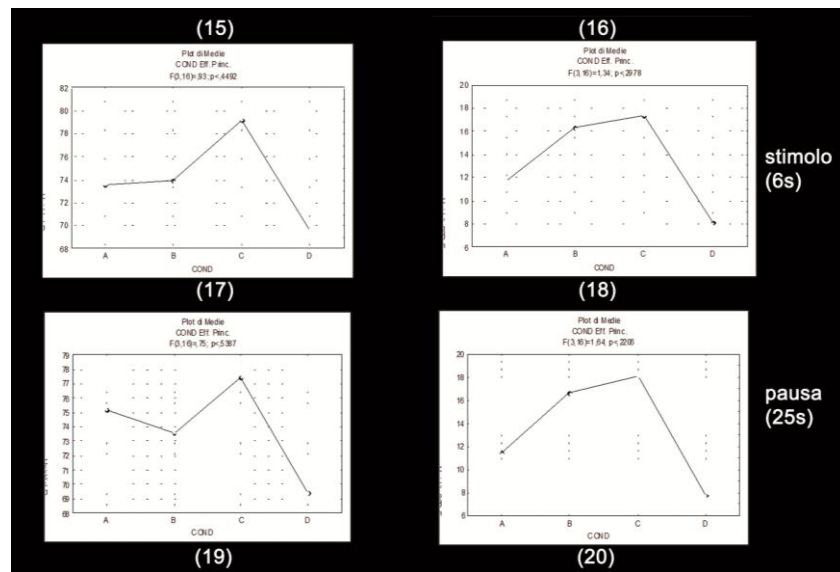 (15)
(16)
Plot di Medie
COND Eff. Princ.
F(3,16)=,93; p<,4492
82
80
78
76
74
72
70
68
A B C D
COND
Plot di Medie
COND Eff. Princ.
F(3,16)=1,34; p<,2978
20
18
16
14
12
10
8
6
A B C D
COND
stimolo
(6s)
(17)
(18)
Plot di Medie
COND Eff. Princ.
F(3,16)=,75; p<,5387
79
78
77
76
75
74
73
72
71
70
69
68
A B C D
COND
Plot di Medie
COND Eff. Princ.
F(3,16)=1,64; p<,2206
20
18
16
14
12
10
8
6
A B C D
COND
pausa
(25s)
(19)
(20)